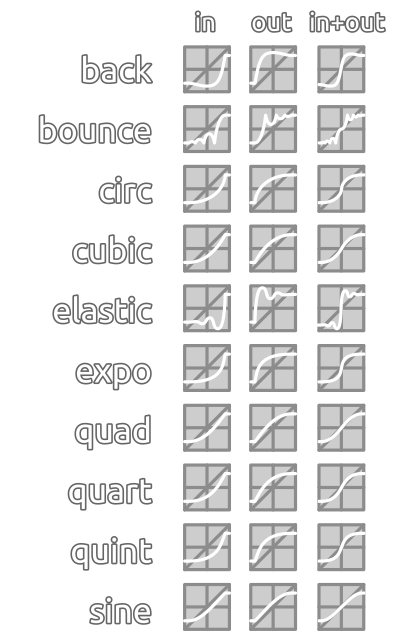 in out in+out
back
bounce
circ
cubic
elastic
expo
quad
quart
quint
sine